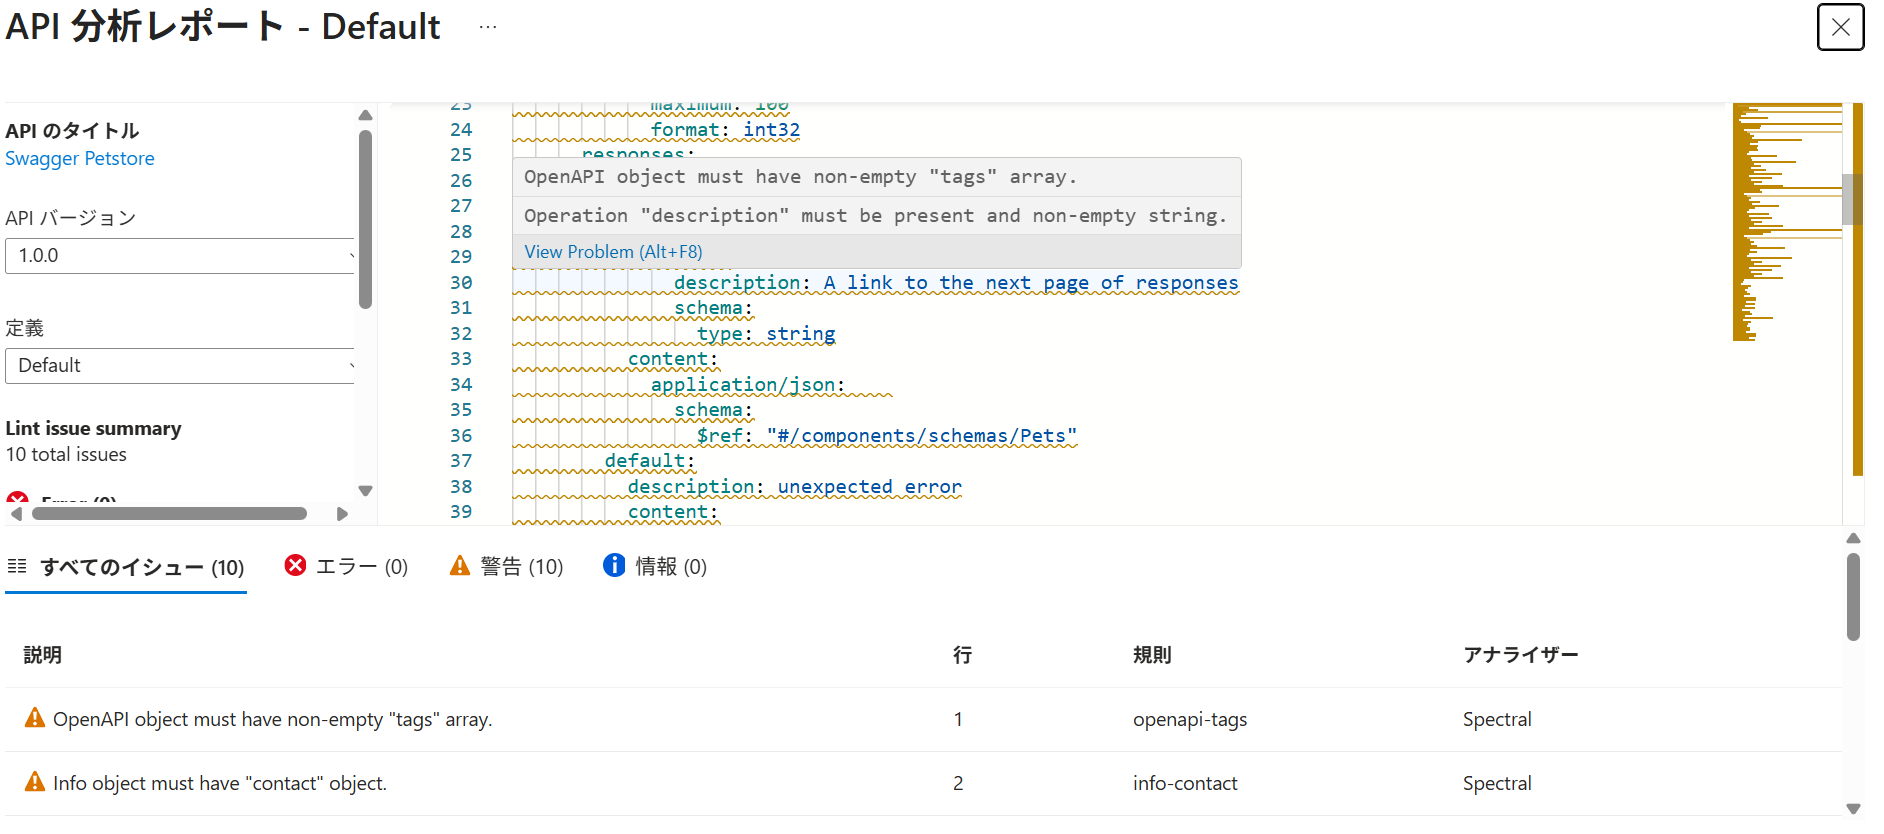 API 分析レポート - Default
API のタイトル
Swagger Petstore
API バージョン
1.0.0
定義
Default
Lint issue summary
10 total issues
Error (0)
23 maximum: 100
24 format: int32
25 responses:
26
27
28
29
OpenAPI object must have non-empty "tags" array.
Operation "description" must be present and non-empty string.
View Problem (Alt+F8)
30 description: A link to the next page of responses
31 schema:
32 type: string
33 content:
34 application/json:
35 schema:
36 $ref: "#/components/schemas/Pets"
37 default:
38 description: unexpected error
39 content:
すべてのイシュー (10) エラー (0) 警告 (10) 情報 (0)
説明 行 規則 アナライザー
OpenAPI object must have non-empty "tags" array. 1 openapi-tags Spectral
Info object must have "contact" object. 2 info-contact Spectral